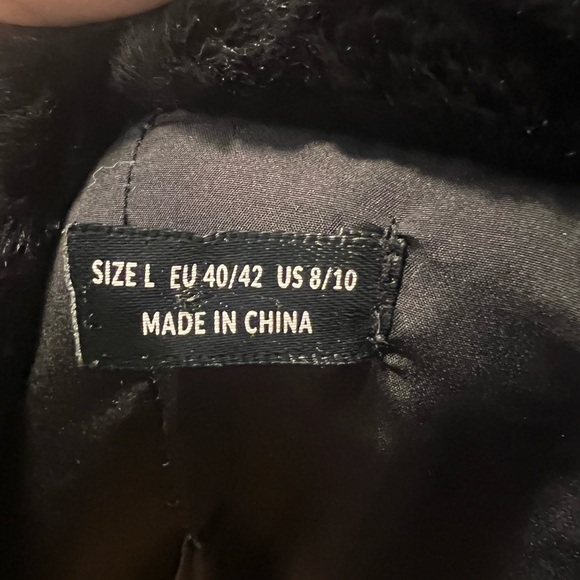 SIZE L EU 40/42 US 8/10
MADE IN CHINA